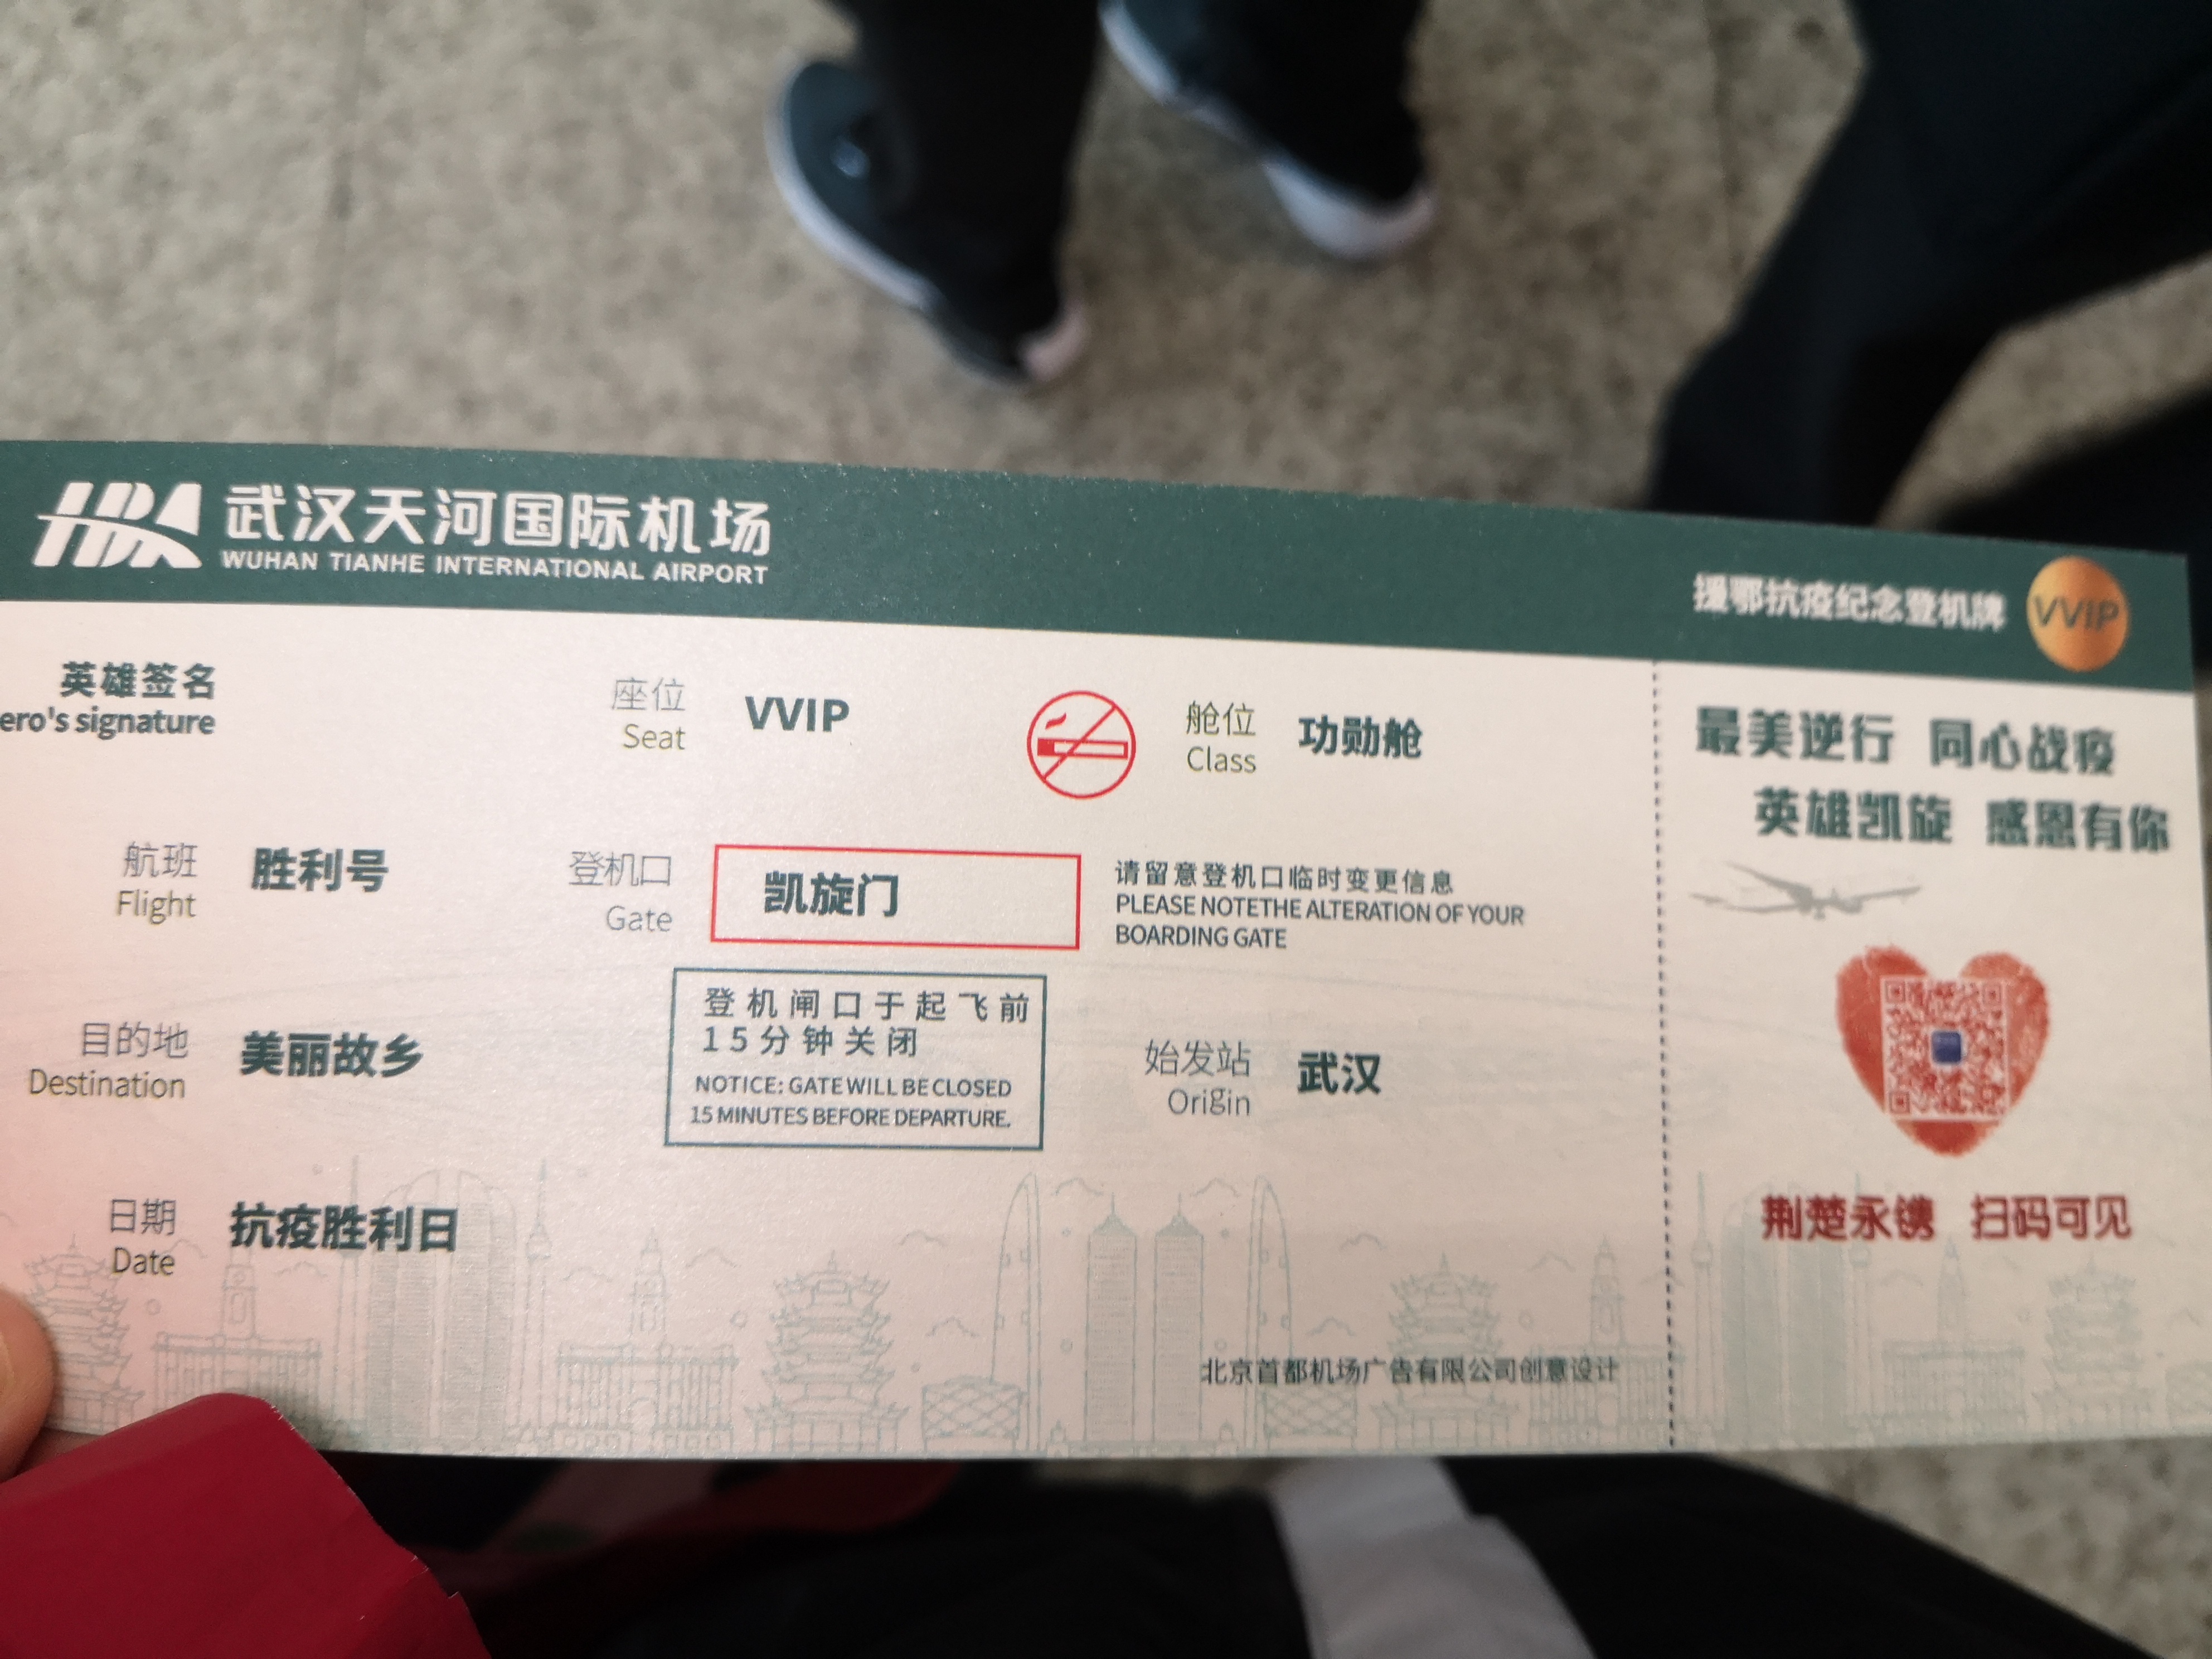 HBA 武汉天河国际机场
WUHAN TIANHE INTERNATIONAL AIRPORT
援鄂抗疫纪念登机牌 VVIP
英雄签名
ero's signature
座位 VVIP
Seat
舱位 功勋舱
Class
航班 胜利号
Flight
登机口 凯旋门
Gate
请留意登机口临时变更信息
PLEASE NOTETHE ALTERATION OF YOUR
BOARDING GATE
目的地 美丽故乡
Destination
登机闸口于起飞前
15分钟关闭
NOTICE: GATE WILL BE CLOSED
15 MINUTES BEFORE DEPARTURE.
始发站 武汉
Origin
日期 抗疫胜利日
Date
北京首都机场广告有限公司创意设计
最美逆行 同心战疫
英雄凯旋 感恩有你
荆楚永镌 扫码可见